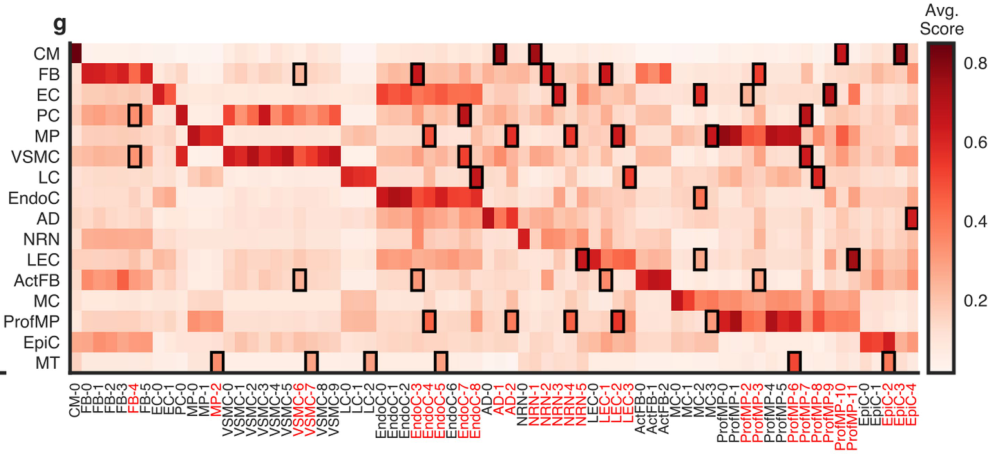 g
Avg.
Score
CM
FB
EC
PC
MP
VSMC
LC
EndoC
AD
NRN
LEC
ActFB
MC
ProfMP
EpiC
MT
0.8
0.6
0.4
0.2
CM-0
FB-0
FB-1
FB-2
FB-3
FB-4
FB-5
EC-0
EC-1
PC-0
MP-0
MP-1
MP-2
VSMC-0
VSMC-1
VSMC-2
VSMC-3
VSMC-4
VSMC-5
VSMC-6
VSMC-7
VSMC-8
VSMC-9
LC-0
LC-1
LC-2
EndoC-0
EndoC-1
EndoC-2
EndoC-3
EndoC-4
EndoC-5
EndoC-6
EndoC-7
EndoC-8
AD-0
AD-1
AD-2
NRN-0
NRN-1
NRN-2
NRN-3
NRN-4
NRN-5
LEC-0
LEC-1
LEC-2
LEC-3
ActFB-0
ActFB-1
ActFB-2
MC-0
MC-1
MC-2
MC-3
ProfMP-0
ProfMP-1
ProfMP-2
ProfMP-3
ProfMP-4
ProfMP-5
ProfMP-6
ProfMP-7
ProfMP-8
ProfMP-9
ProfMP-10
ProfMP-11
EpiC-0
EpiC-1
EpiC-2
EpiC-3
EpiC-4